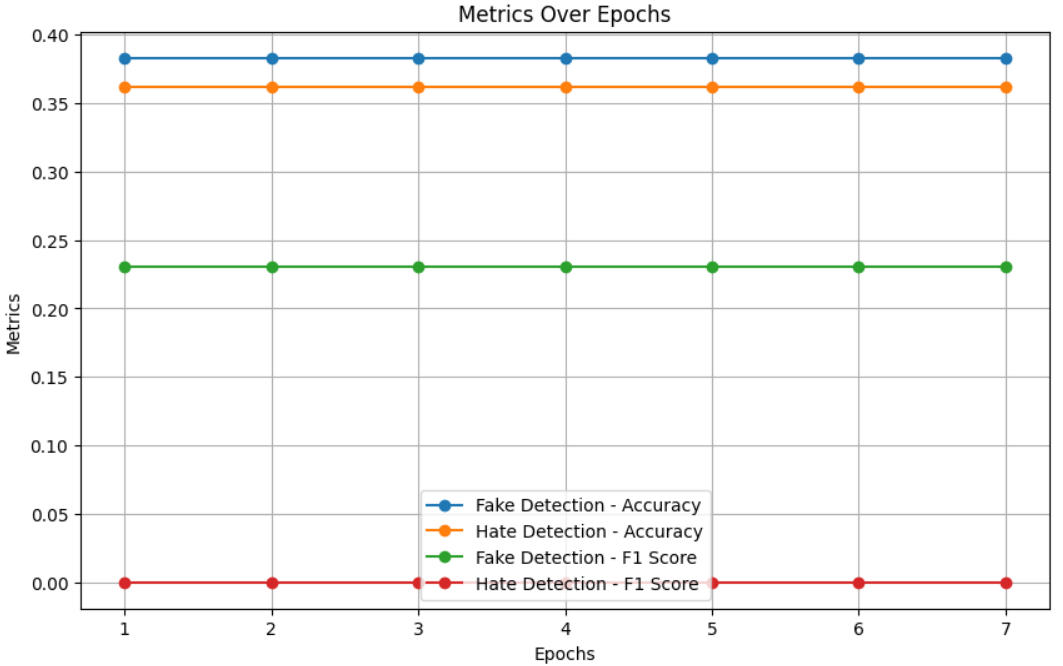 Metrics Over Epochs
0.40
0.35
0.30
0.25
0.20
0.15
0.10
0.05
0.00
Metrics
Fake Detection - Accuracy
Hate Detection - Accuracy
Fake Detection - F1 Score
Hate Detection - F1 Score
1 2 3 4 5 6 7
Epochs